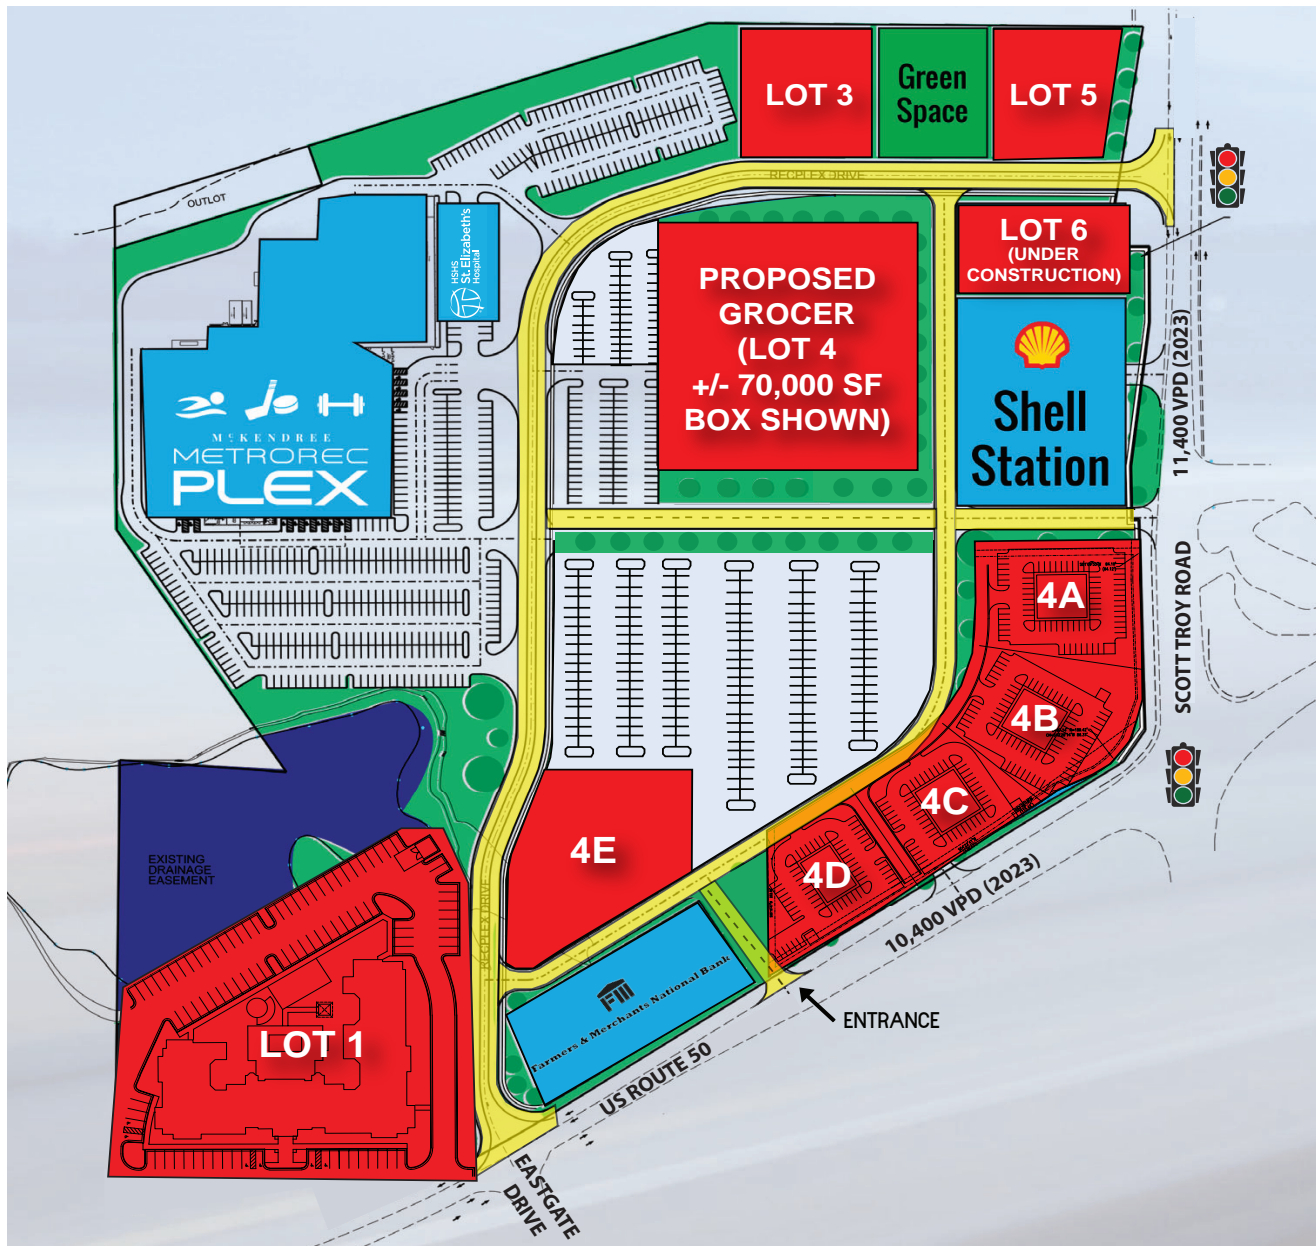 LOT 3
Green
Space
LOT 5
RECPLEX DRIVE
OUTLOT
HSHS
St. Elizabeth's
Hospital
LOT 6
(UNDER
CONSTRUCTION)
PROPOSED
GROCER
(LOT 4
+/- 70,000 SF
BOX SHOWN)
Shell
Station
11,400 VPD (2023)
McKENDREE
METROREC
PLEX
SCOTT TROY ROAD
4A
4B
4C
4D
4E
EXISTING
DRAINAGE
EASEMENT
RECPLEX DRIVE
10,400 VPD (2023)
FM
Farmers & Merchants National Bank
ENTRANCE
LOT 1
US ROUTE 50
EASTGATE
DRIVE